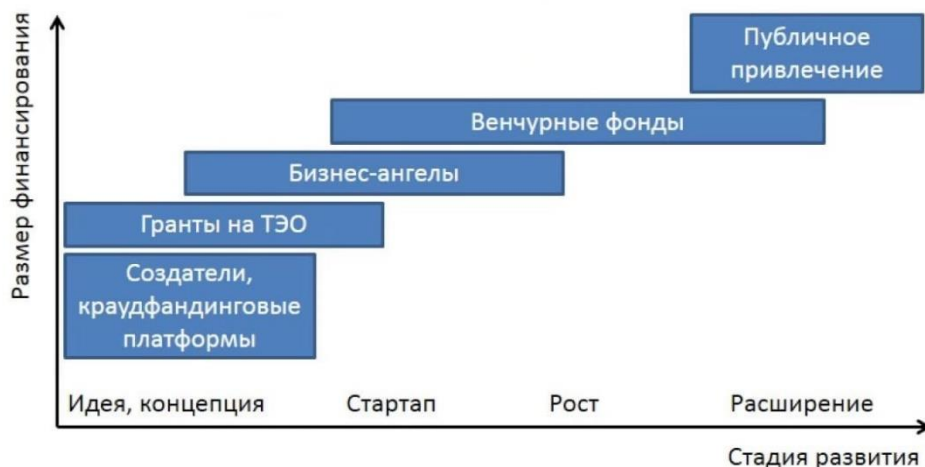 Размер финансирования
Публичное
привлечение
Венчурные фонды
Бизнес-ангелы
Гранты на ТЭО
Создатели,
краудфандинговые
платформы
Идея, концепция
Стартап
Рост
Расширение
Стадия развития